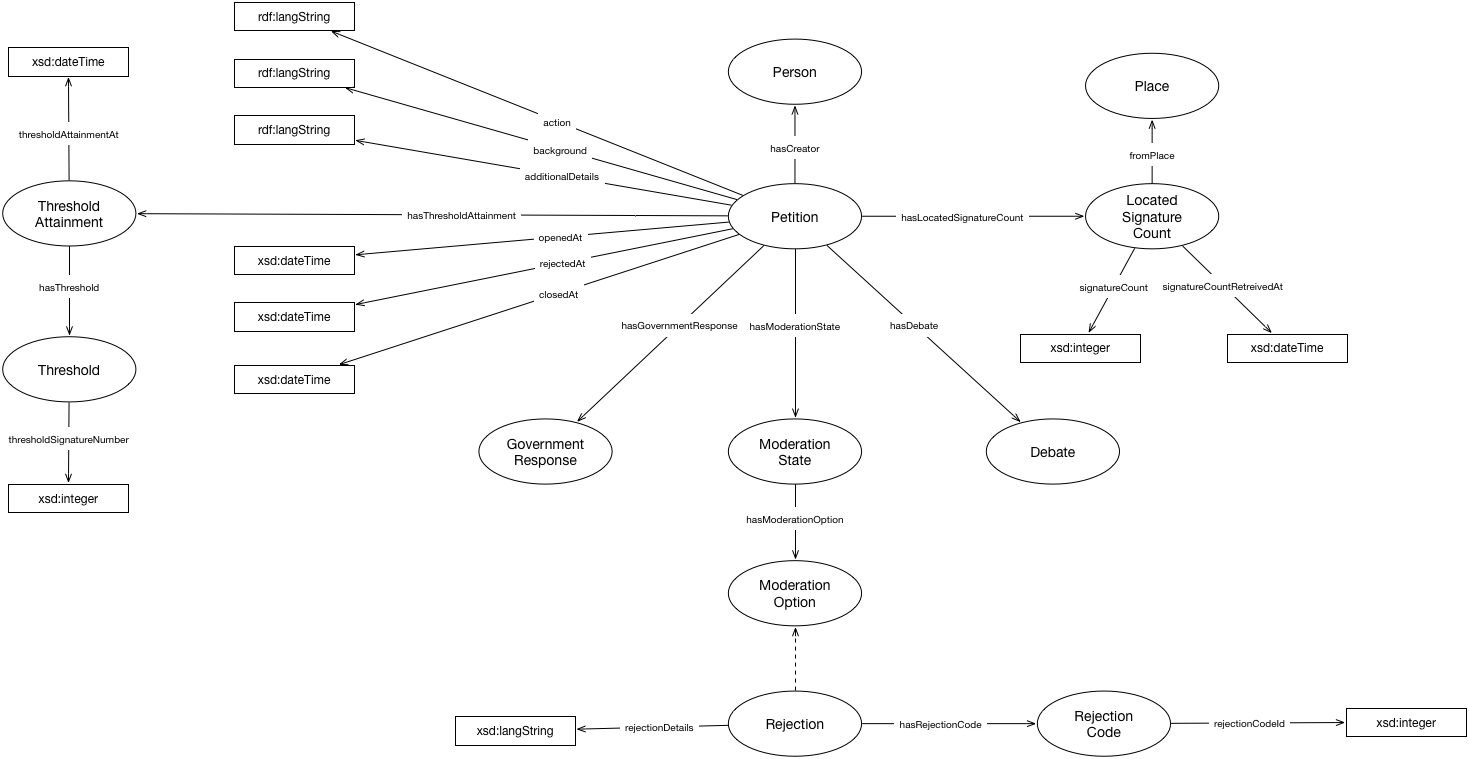 rdf:langString
xsd:dateTime
rdf:langString
Person
Place
action
rdf:langString
thresholdAttainmentAt
background
hasCreator
fromPlace
additionalDetails
Threshold
Attainment
hasThresholdAttainment
Petition
hasLocatedSignatureCount
Located
Signature
Count
openedAt
xsd:dateTime
rejectedAt
hasThreshold
closedAt
signatureCount
signatureCountRetreivedAt
xsd:dateTime
hasGovernmentResponse
hasModerationState
hasDebate
xsd:integer
xsd:dateTime
Threshold
xsd:dateTime
thresholdSignatureNumber
Government
Response
Moderation
State
Debate
xsd:integer
hasModerationOption
Moderation
Option
xsd:langString
rejectionDetails
Rejection
hasRejectionCode
Rejection
Code
rejectionCodeId
xsd:integer